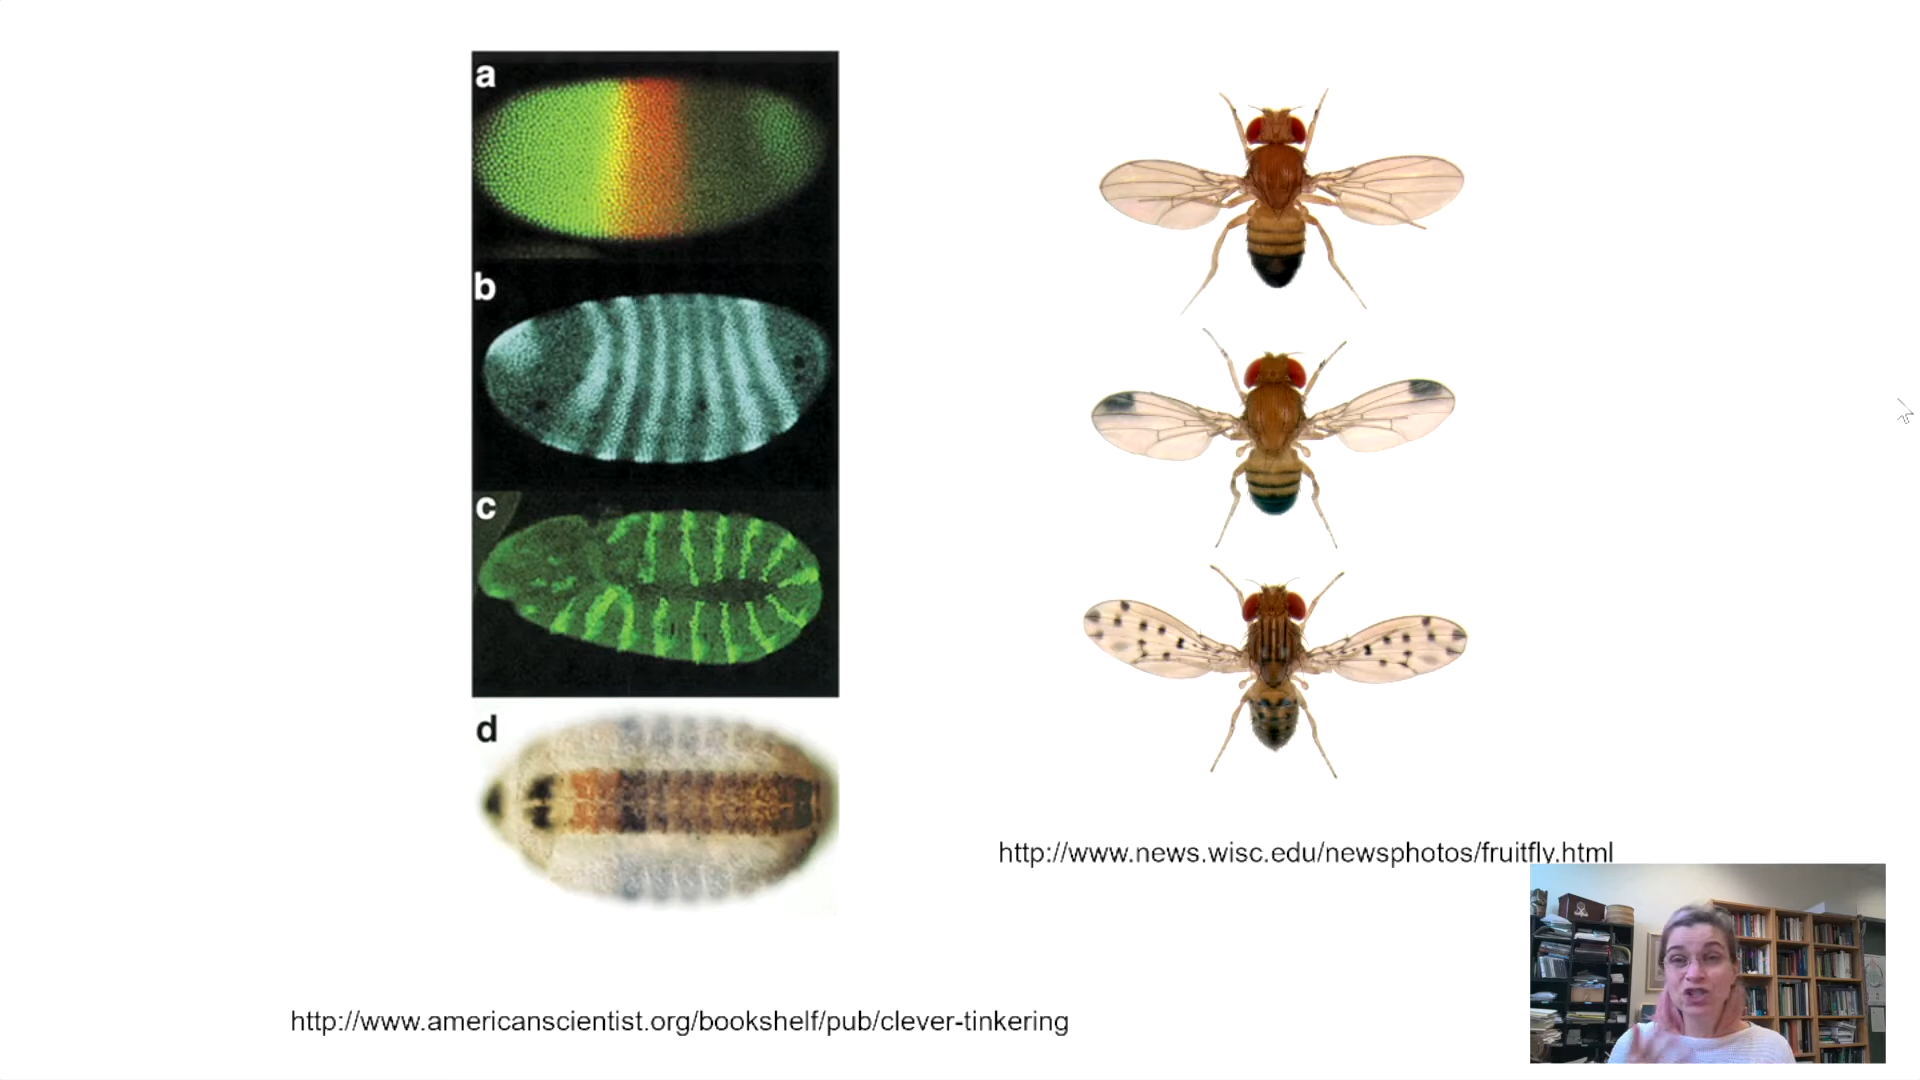 a
b
c
d
http://www.news.wisc.edu/newsphotos/fruitfly.html
http://www.americanscientist.org/bookshelf/pub/clever-tinkering